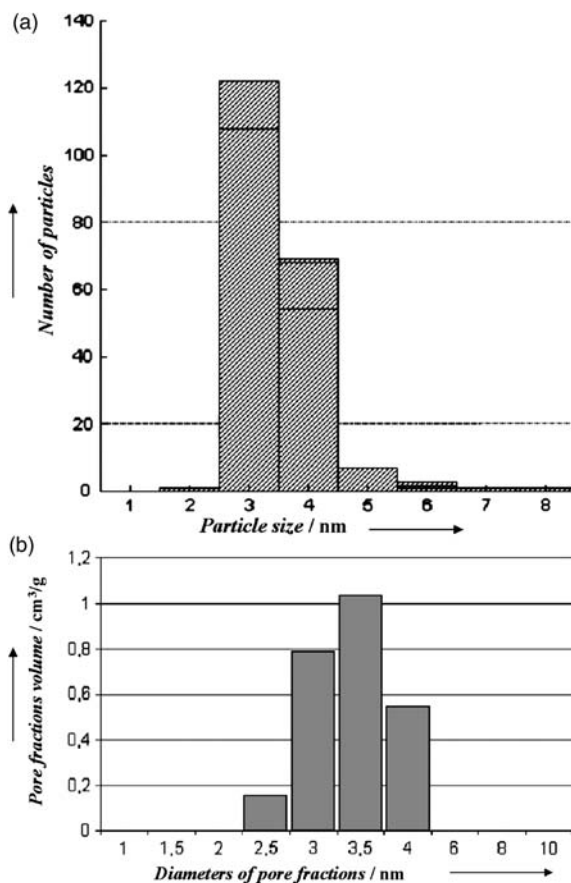 (a)
140
120
100
80
60
40
20
0
Number of particles
1 2 3 4 5 6 7 8
Particle size / nm
(b)
1,2
1
0,8
0,6
0,4
0,2
0
Pore fractions volume / cm³/g
1 1,5 2 2,5 3 3,5 4 6 8 10
Diameters of pore fractions / nm